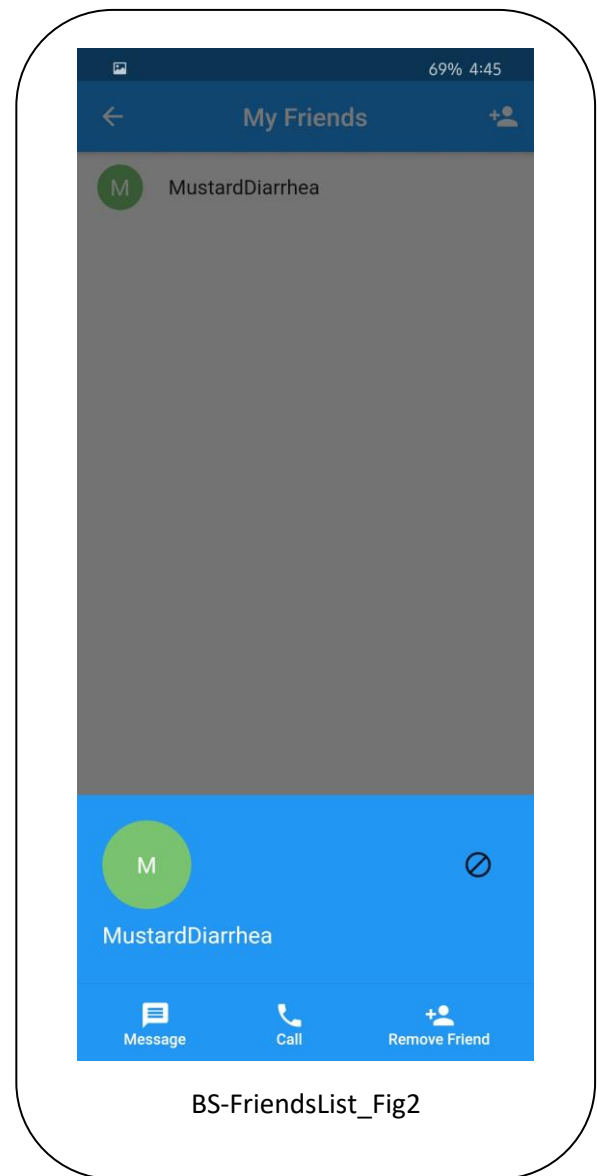 69% 4:45
My Friends
M MustardDiarrhea
M
MustardDiarrhea
Message Call Remove Friend
BS-FriendsList_Fig2